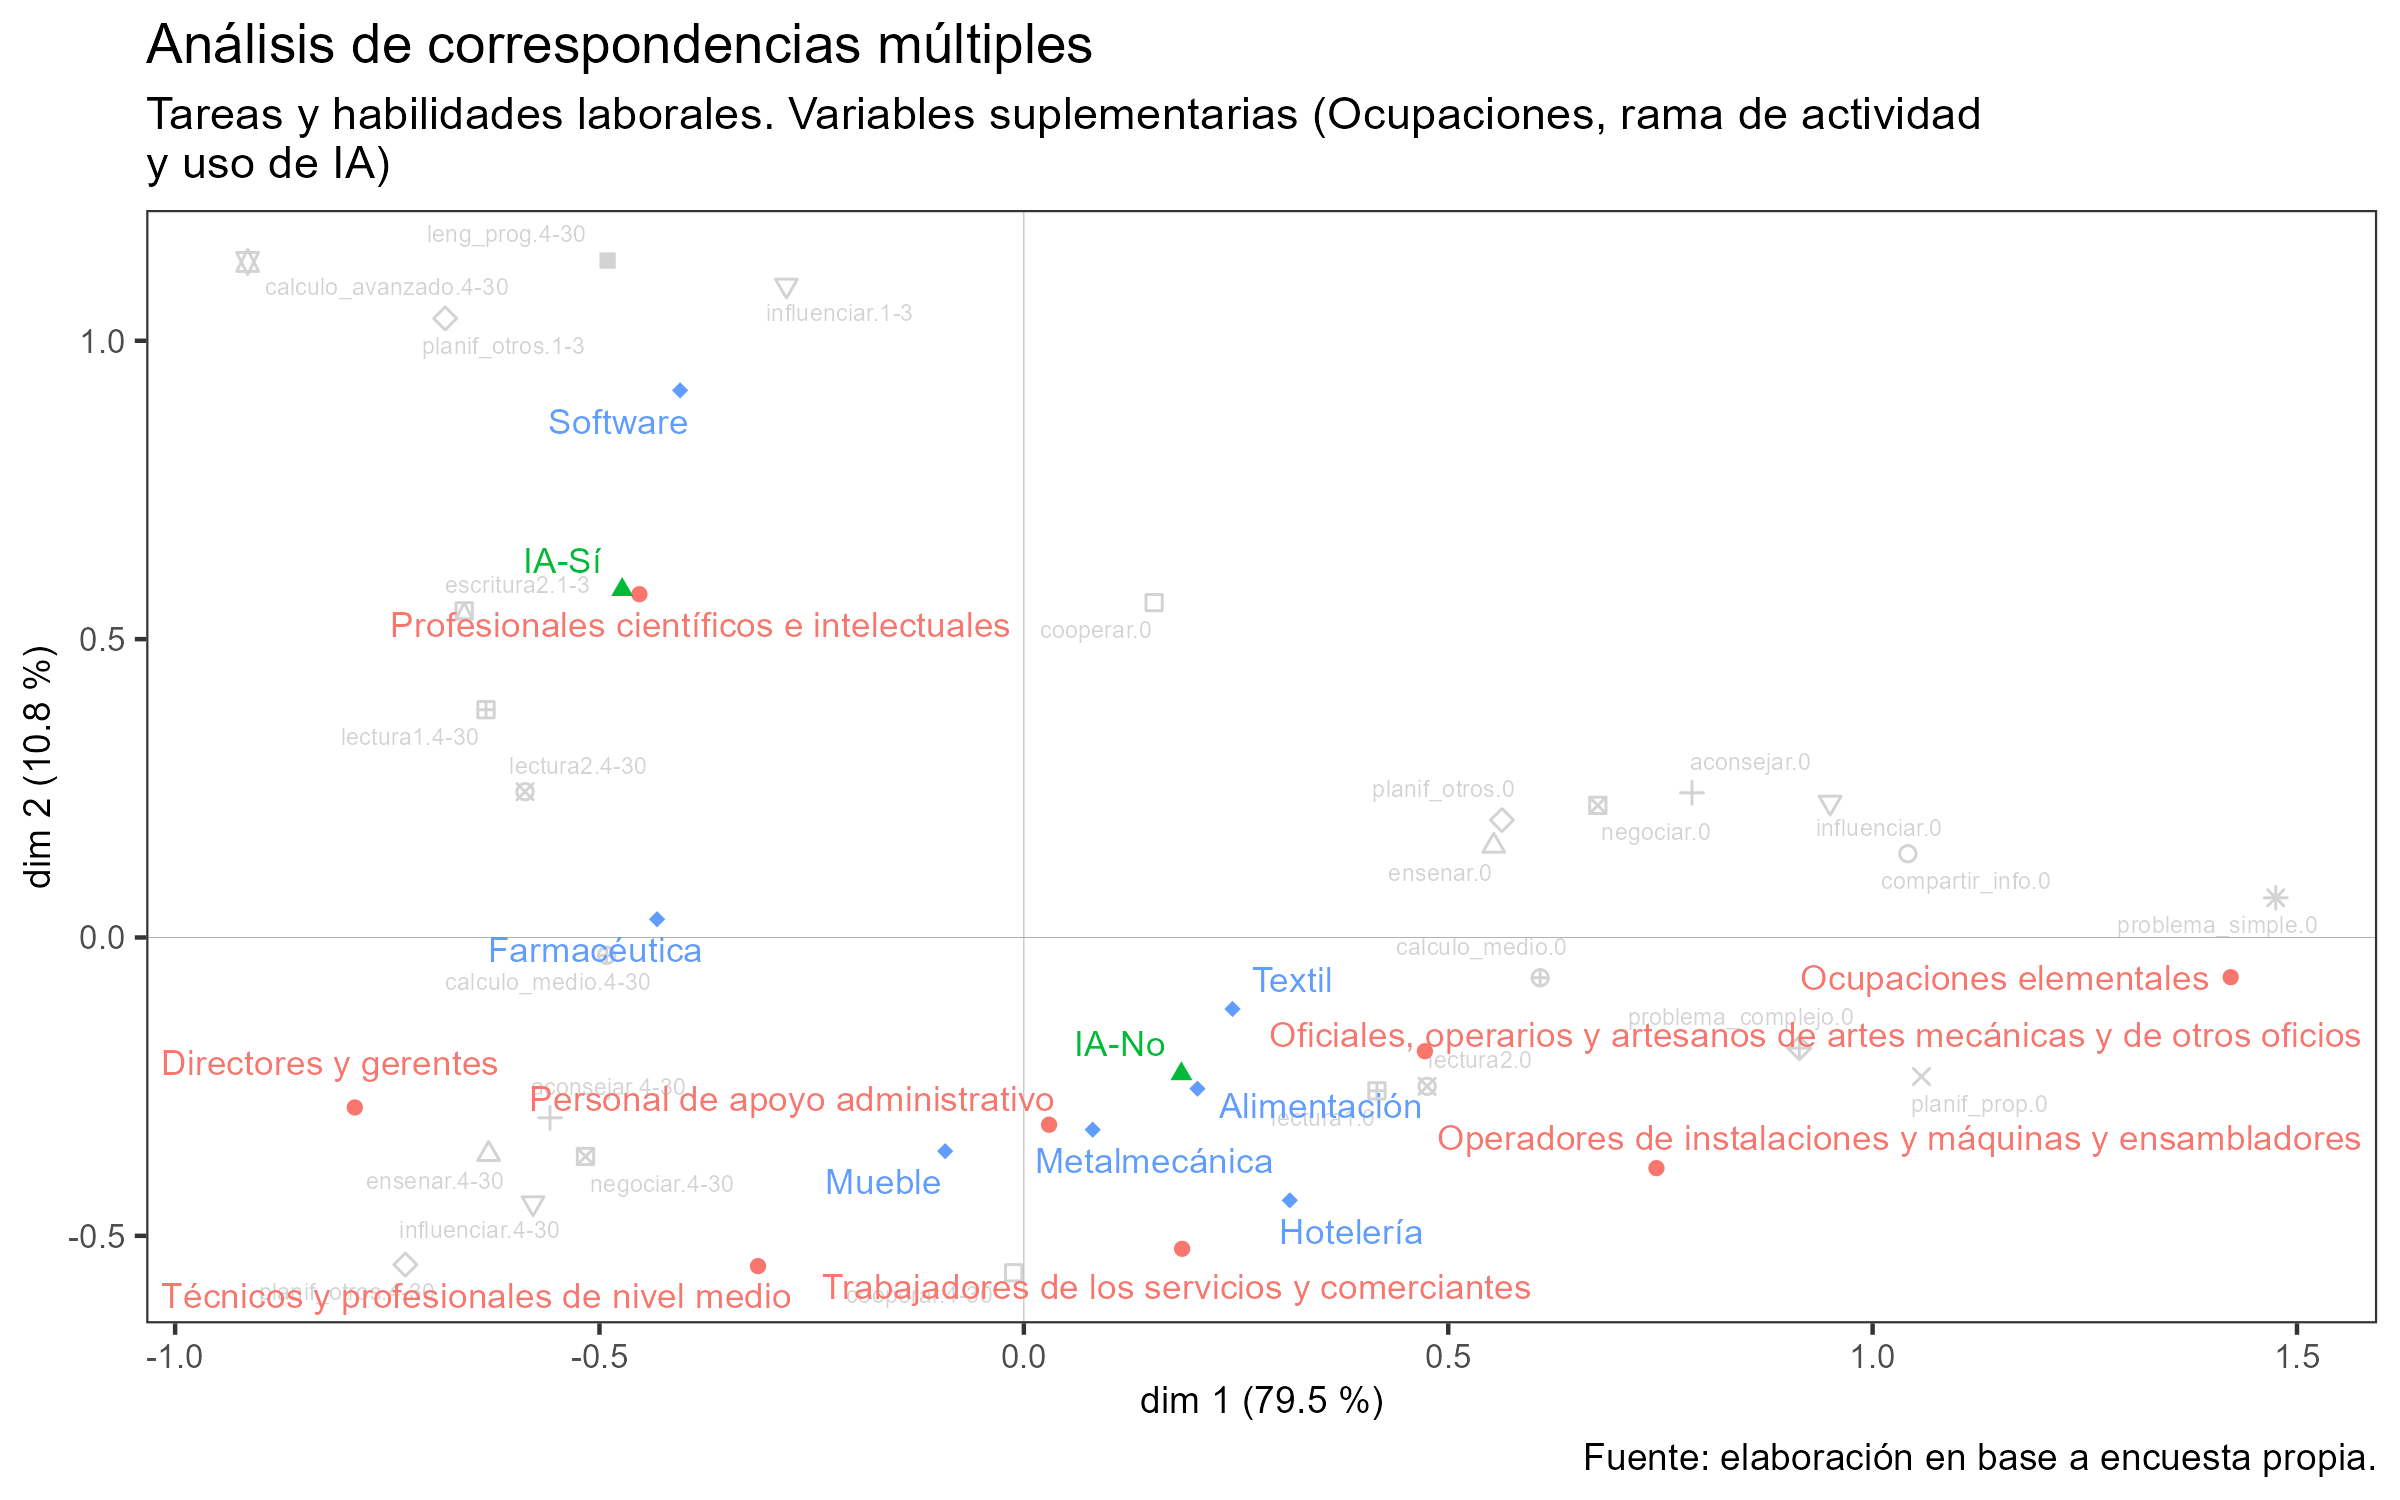 Análisis de correspondencias múltiples
Tareas y habilidades laborales. Variables suplementarias (Ocupaciones, rama de actividad
y uso de IA)
leng_prog.4-30
calculo_avanzado.4-30
influenciar.1-3
1.0
planif_otros.1-3
Software
IA-Sí
escritura2.1-3
Profesionales científicos e intelectuales
cooperar.0
0.5
lectura1.4-30
lectura2.4-30
aconsejar.0
planif_otros.0
negociar.0
influenciar.0
ensenar.0
compartir_info.0
problema_simple.0
dim 2 (10.8 %)
0.0
Farmacéutica
calculo_medio.0
calculo_medio.4-30
Textil
Ocupaciones elementales
problema_complejo.0
Oficiales, operarios y artesanos de artes mecánicas y de otros oficios
IA-No
Directores y gerentes
lectura2.0
aconsejar.4-30
Personal de apoyo administrativo
Alimentación
lectura1.0
planif_prop.0
Operadores de instalaciones y máquinas y ensambladores
Metalmecánica
Mueble
ensenar.4-30
negociar.4-30
influenciar.4-30
Hotelería
-0.5
planif_otros.4-30
Técnicos y profesionales de nivel medio
Trabajadores de los servicios y comerciantes
cooperar.4-30
-1.0
-0.5
0.0
0.5
1.0
1.5
dim 1 (79.5 %)
Fuente: elaboración en base a encuesta propia.